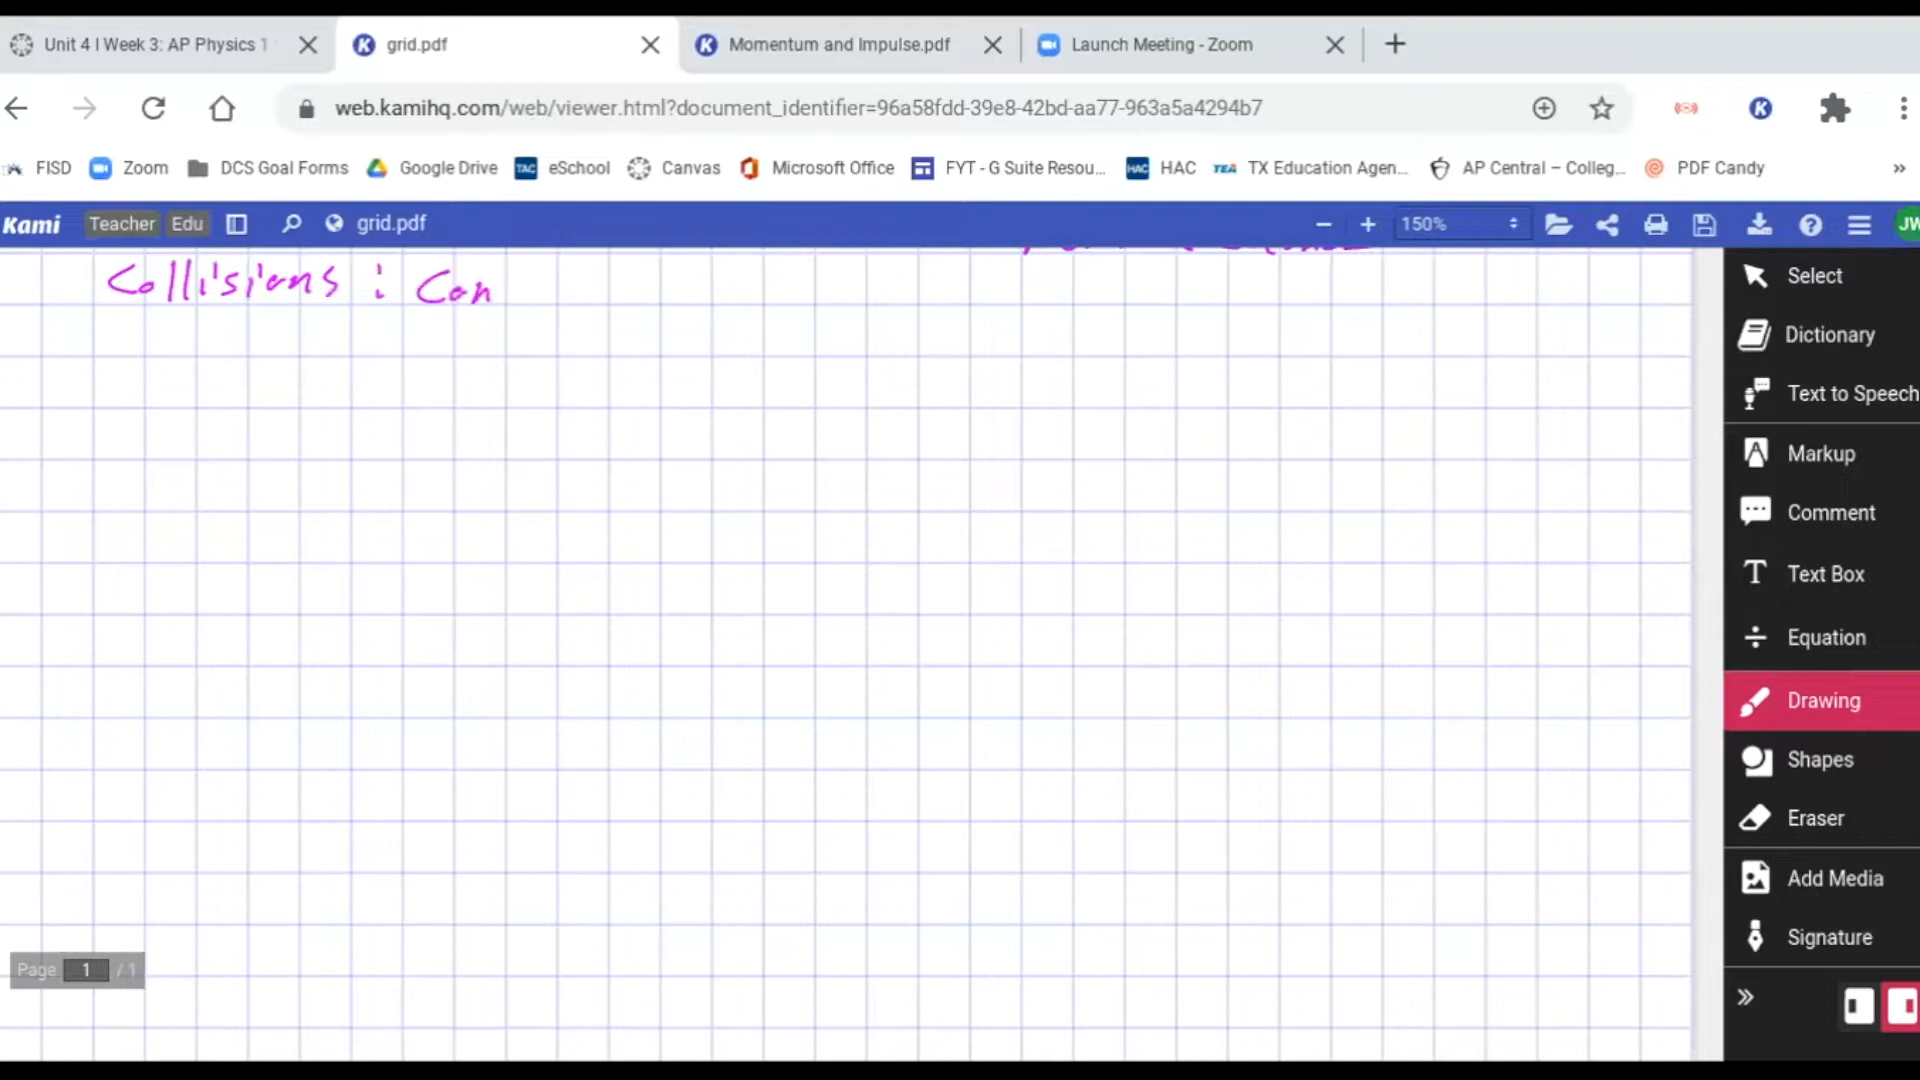 Unit 4 | Week 3: AP Physics 1
grid.pdf
Momentum and Impulse.pdf
Launch Meeting - Zoom
web.kamihq.com/web/viewer.html?document_identifier=96a58fdd-39e8-42bd-aa77-963a5a4294b7
FISD
Zoom
DCS Goal Forms
Google Drive
TAC
eSchool
Canvas
Microsoft Office
FYT - G Suite Resou...
HAC
HAC
TEA
TX Education Agen...
AP Central – Colleg...
PDF Candy
Kami
Teacher
Edu
grid.pdf
150%
JW
Collisions : Con
Select
Dictionary
Text to Speech
Markup
Comment
Text Box
Equation
Drawing
Shapes
Eraser
Add Media
Signature
Page 1 / 1